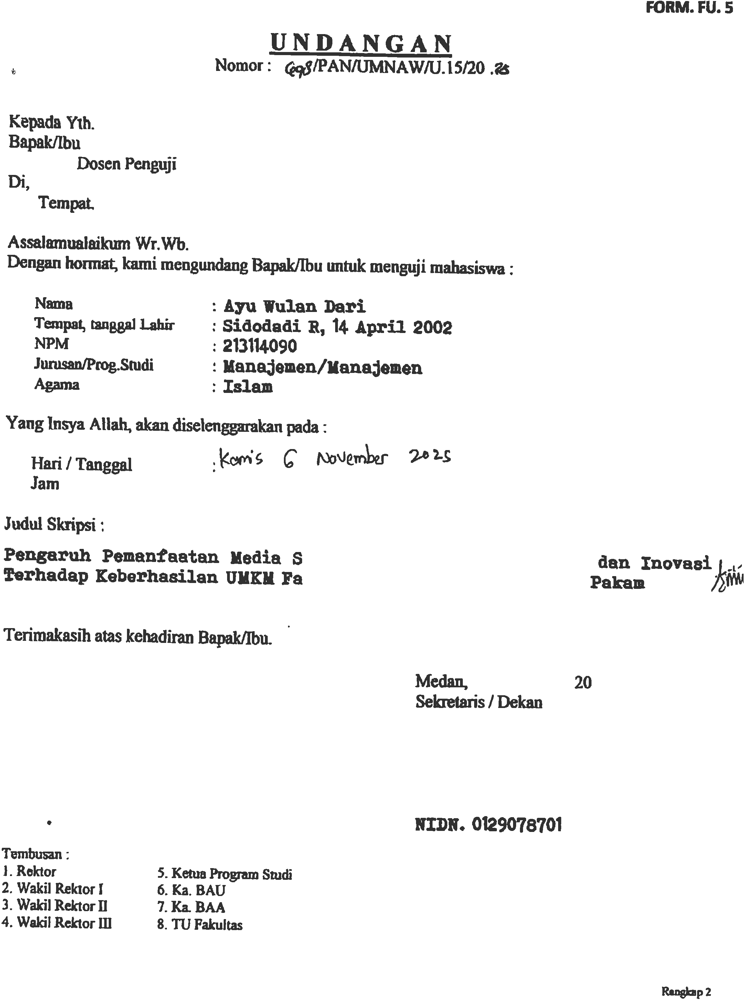 FORM. FU. 5
UNDANGAN
Nomor : /PAN/UMNAW/U.15/20 .25
Kepada Yth.
Bapak/Ibu
Dosen Penguji
Di,
Tempat.
Assalamualaikum Wr.Wb.
Dengan hormat, kami mengundang Bapak/Ibu untuk menguji mahasiswa :
Nama : Ayu Wulan Dari
Tempat, tanggal Lahir : Sidodadi R, 14 April 2002
NPM : 213114090
Jurusan/Prog.Studi : Manajemen/Manajemen
Agama : Islam
Yang Insya Allah, akan diselenggarakan pada :
Hari / Tanggal : Kamis 6 November 2025
Jam
Judul Skripsi :
Pengaruh Pemanfaatan Media S dan Inovasi
Terhadap Keberhasilan UMKM Fa Pakam
Terimakasih atas kehadiran Bapak/Ibu.
Medan, 20
Sekretaris / Dekan
NIDN. 0129078701
Tembusan :
1. Rektor 5. Ketua Program Studi
2. Wakil Rektor I 6. Ka. BAU
3. Wakil Rektor II 7. Ka. BAA
4. Wakil Rektor III 8. TU Fakultas
Rangkap 2